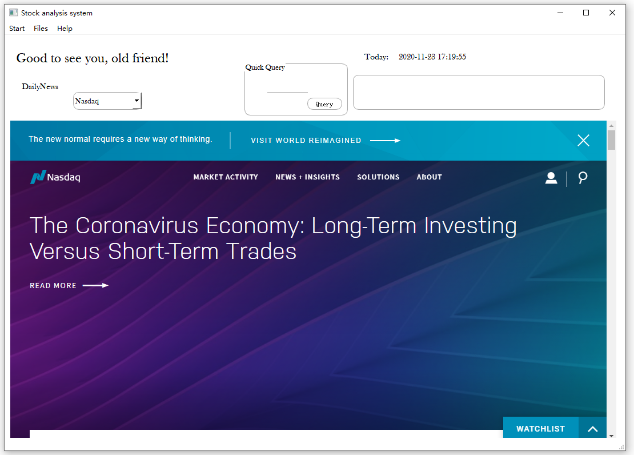 Stock analysis system
Start Files Help
Good to see you, old friend!
Today: 2020-11-23 17:19:55
Quick Query
DailyNews
Nasdaq
Query
The new normal requires a new way of thinking.
VISIT WORLD REIMAGINED
Nasdaq
MARKET ACTIVITY NEWS + INSIGHTS SOLUTIONS ABOUT
The Coronavirus Economy: Long-Term Investing
Versus Short-Term Trades
READ MORE
WATCHLIST